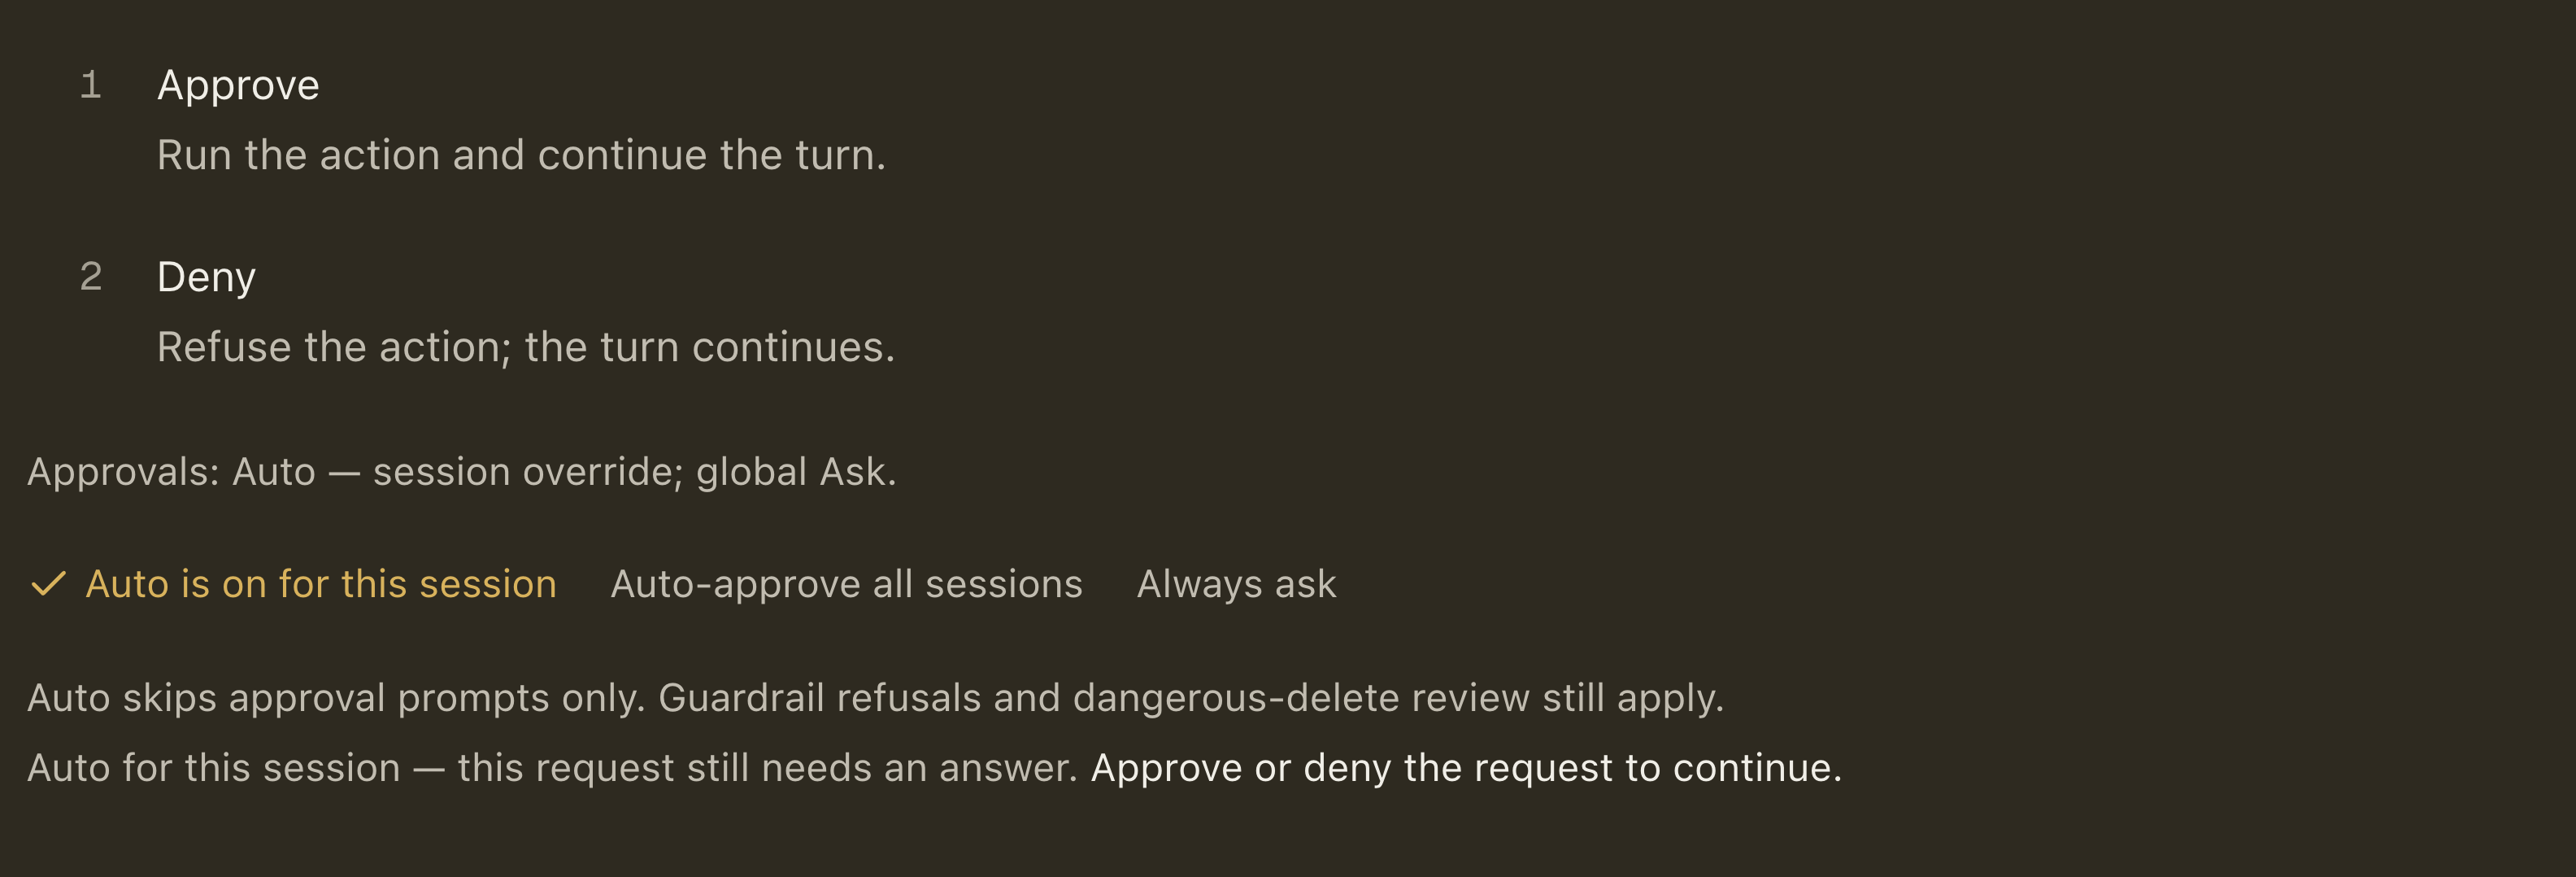 1 Approve
Run the action and continue the turn.
2 Deny
Refuse the action; the turn continues.
Approvals: Auto — session override; global Ask.
Auto is on for this session Auto-approve all sessions Always ask
Auto skips approval prompts only. Guardrail refusals and dangerous-delete review still apply.
Auto for this session — this request still needs an answer. Approve or deny the request to continue.